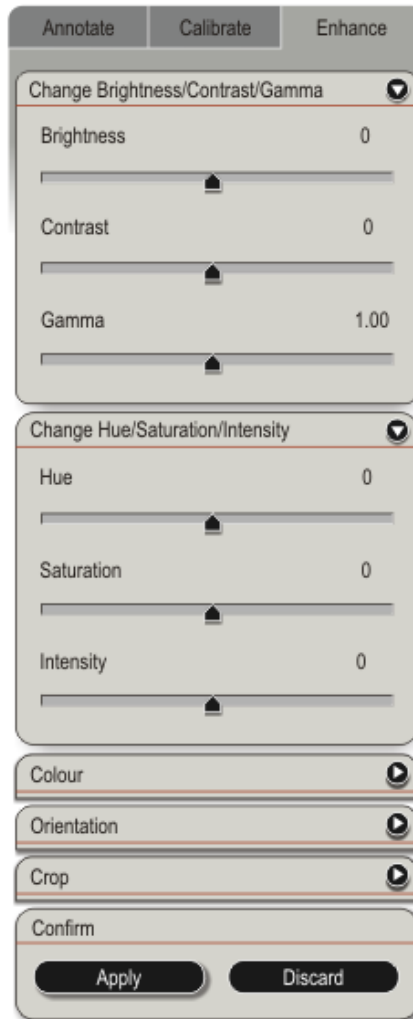 Annotate Calibrate Enhance
Change Brightness/Contrast/Gamma
Brightness 0
Contrast 0
Gamma 1.00
Change Hue/Saturation/Intensity
Hue 0
Saturation 0
Intensity 0
Colour
Orientation
Crop
Confirm
Apply Discard